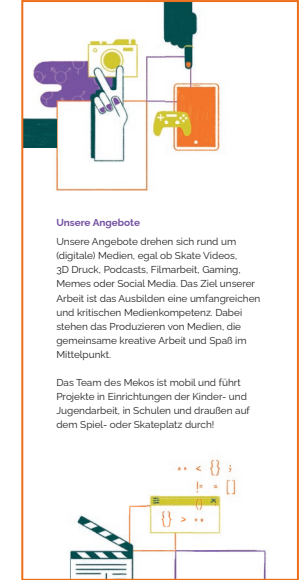 Unsere Angebote
Unsere Angebote drehen sich rund um
(digitale) Medien, egal ob Skate Videos,
3D Druck, Podcasts, Filmarbeit, Gaming,
Memes oder Social Media. Das Ziel unserer
Arbeit ist das Ausbilden eine umfangreichen
und kritischen Medienkompetenz. Dabei
stehen das Produzieren von Medien, die
gemeinsame kreative Arbeit und Spaß im
Mittelpunkt.
Das Team des Mekos ist mobil und führt
Projekte in Einrichtungen der Kinder- und
Jugendarbeit, in Schulen und draußen auf
dem Spiel- oder Skateplatz durch!
** < {} ;
!= = []
()
{} > **